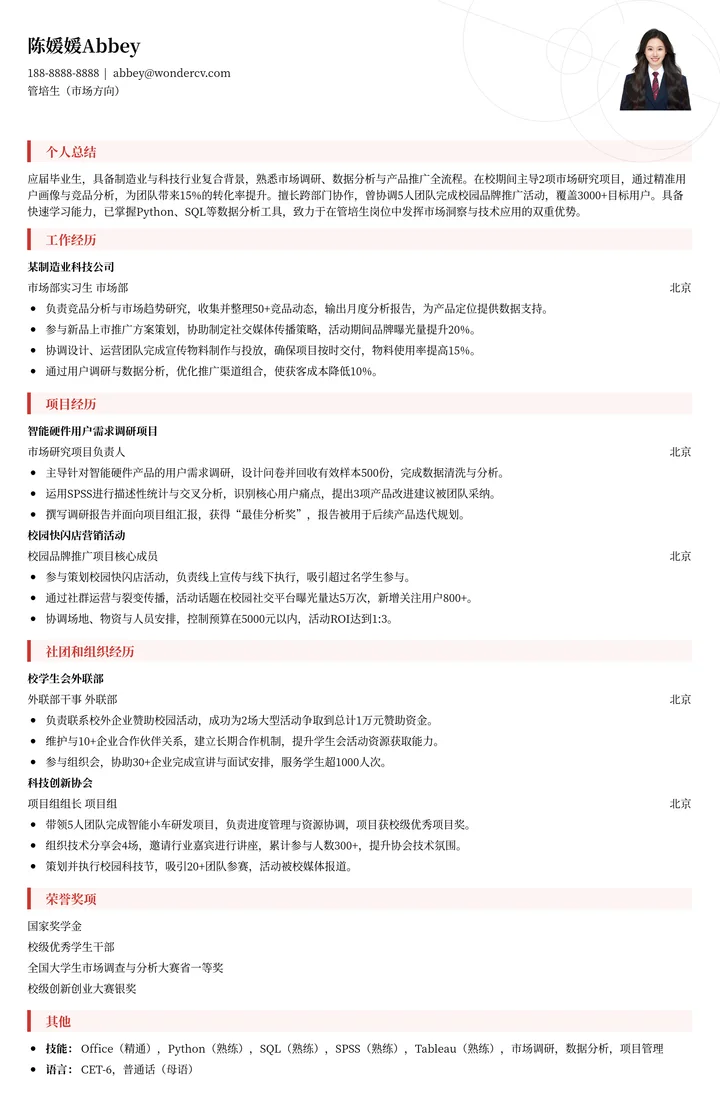 陈媛媛Abbey
188-8888-8888 | abbey@wondercv.com
管培生（市场方向）
个人总结
应届毕业生，具备制造业与科技行业复合背景，熟悉市场调研、数据分析与产品推广全流程。在校期间主导2项市场研究项目，通过精准用
户画像与竞品分析，为团队带来15%的转化率提升。擅长跨部门协作，曾协调5人团队完成校园品牌推广活动，覆盖3000+目标用户。具备
快速学习能力，已掌握Python、SQL等数据分析工具，致力于在管培生岗位中发挥市场洞察与技术应用的双重优势。
工作经历
某制造业科技公司
市场部实习生 市场部 北京
• 负责竞品分析与市场趋势研究，收集并整理50+竞品动态，输出月度分析报告，为产品定位提供数据支持。
• 参与新品上市推广方案策划，协助制定社交媒体传播策略，活动期间品牌曝光量提升20%。
• 协调设计、运营团队完成宣传物料制作与投放，确保项目按时交付，物料使用率提高15%。
• 通过用户调研与数据分析，优化推广渠道组合，使获客成本降低10%。
项目经历
智能硬件用户需求调研项目
市场研究项目负责人 北京
• 主导针对智能硬件产品的用户需求调研，设计问卷并回收有效样本500份，完成数据清洗与分析。
• 运用SPSS进行描述性统计与交叉分析，识别核心用户痛点，提出3项产品改进建议被团队采纳。
• 撰写调研报告并面向项目组汇报，获得“最佳分析奖”，报告被用于后续产品迭代规划。
校园快闪店营销活动
校园品牌推广项目核心成员 北京
• 参与策划校园快闪店活动，负责线上宣传与线下执行，吸引超过名学生参与。
• 通过社群运营与裂变传播，活动话题在校园社交平台曝光量达5万次，新增关注用户800+。
• 协调场地、物资与人员安排，控制预算在5000元以内，活动ROI达到1:3。
社团和组织经历
校学生会外联部
外联部干事 外联部 北京
• 负责联系校外企业赞助校园活动，成功为2场大型活动争取到总计1万元赞助资金。
• 维护与10+企业合作伙伴关系，建立长期合作机制，提升学生会活动资源获取能力。
• 参与组织会，协助30+企业完成宣讲与面试安排，服务学生超1000人次。
科技创新协会
项目组组长 项目组 北京
• 带领5人团队完成智能小车研发项目，负责进度管理与资源协调，项目获校级优秀项目奖。
• 组织技术分享会4场，邀请行业嘉宾进行讲座，累计参与人数300+，提升协会技术氛围。
• 策划并执行校园科技节，吸引20+团队参赛，活动被校媒体报道。
荣誉奖项
国家奖学金
校级优秀学生干部
全国大学生市场调查与分析大赛省一等奖
校级创新创业大赛银奖
其他
• 技能： Office（精通），Python（熟练），SQL（熟练），SPSS（熟练），Tableau（熟练），市场调研，数据分析，项目管理
• 语言： CET-6，普通话（母语）